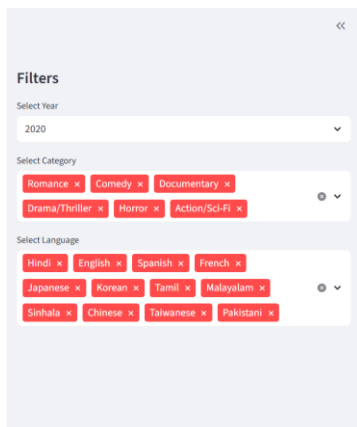 Filters
Select Year
2020
Select Category
Romance × Comedy × Documentary ×
Drama/Thriller × Horror × Action/Sci-Fi ×
Select Language
Hindi × English × Spanish × French ×
Japanese × Korean × Tamil × Malayalam ×
Sinhala × Chinese × Taiwanese × Pakistani ×